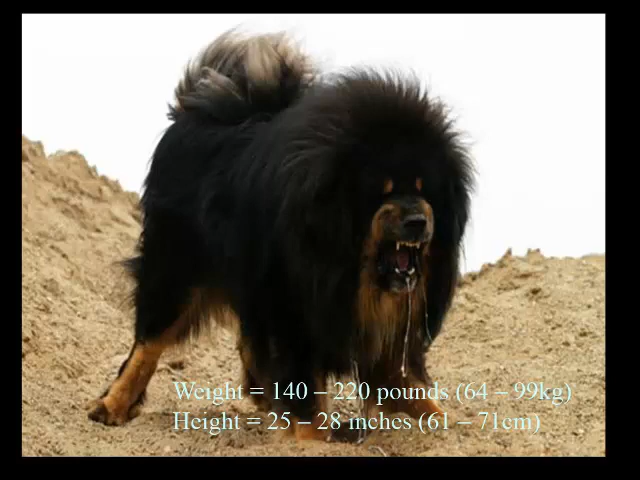 Weight = 140 – 220 pounds (64 – 99kg)
Height = 25 – 28 inches (61 – 71cm)